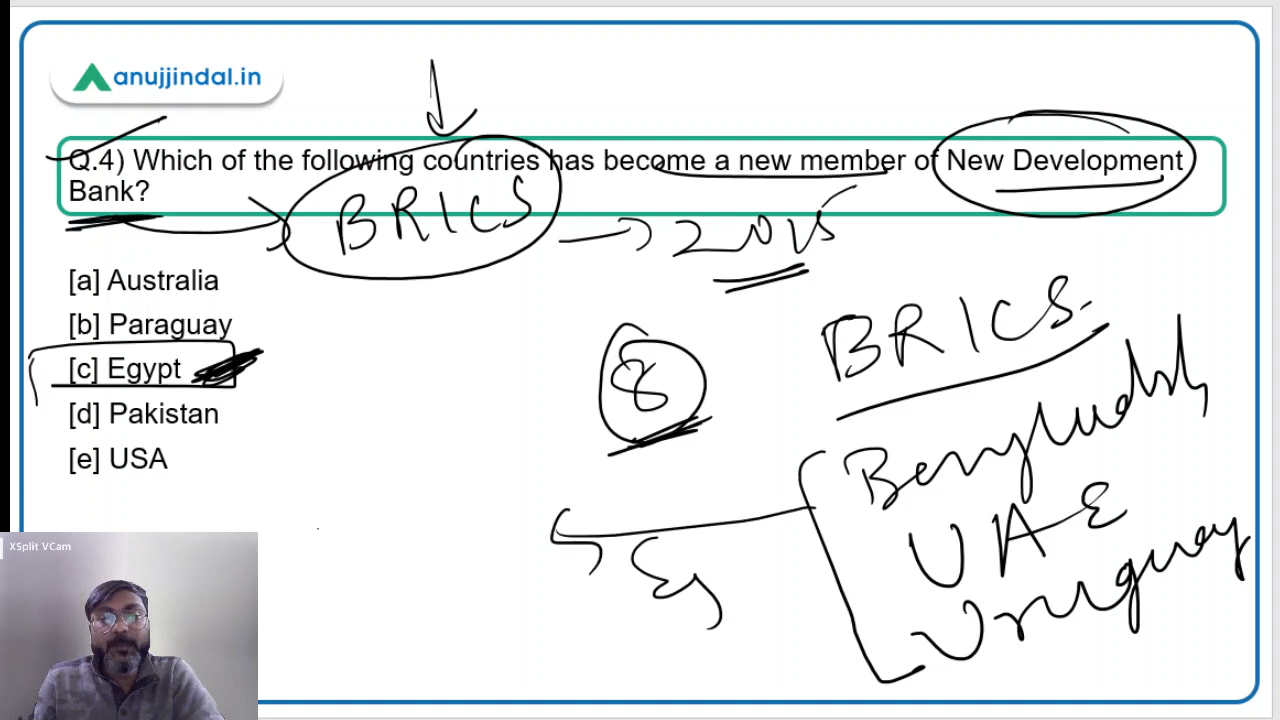 anujjindal.in
Q.4) Which of the following countries has become a new member of New Development
Bank?
BRICS
2015
[a] Australia
[b] Paraguay
[c] Egypt
[d] Pakistan
[e] USA
8
BRICS
Bangladesh
UAE
Uruguay
Eg
XSplit VCam